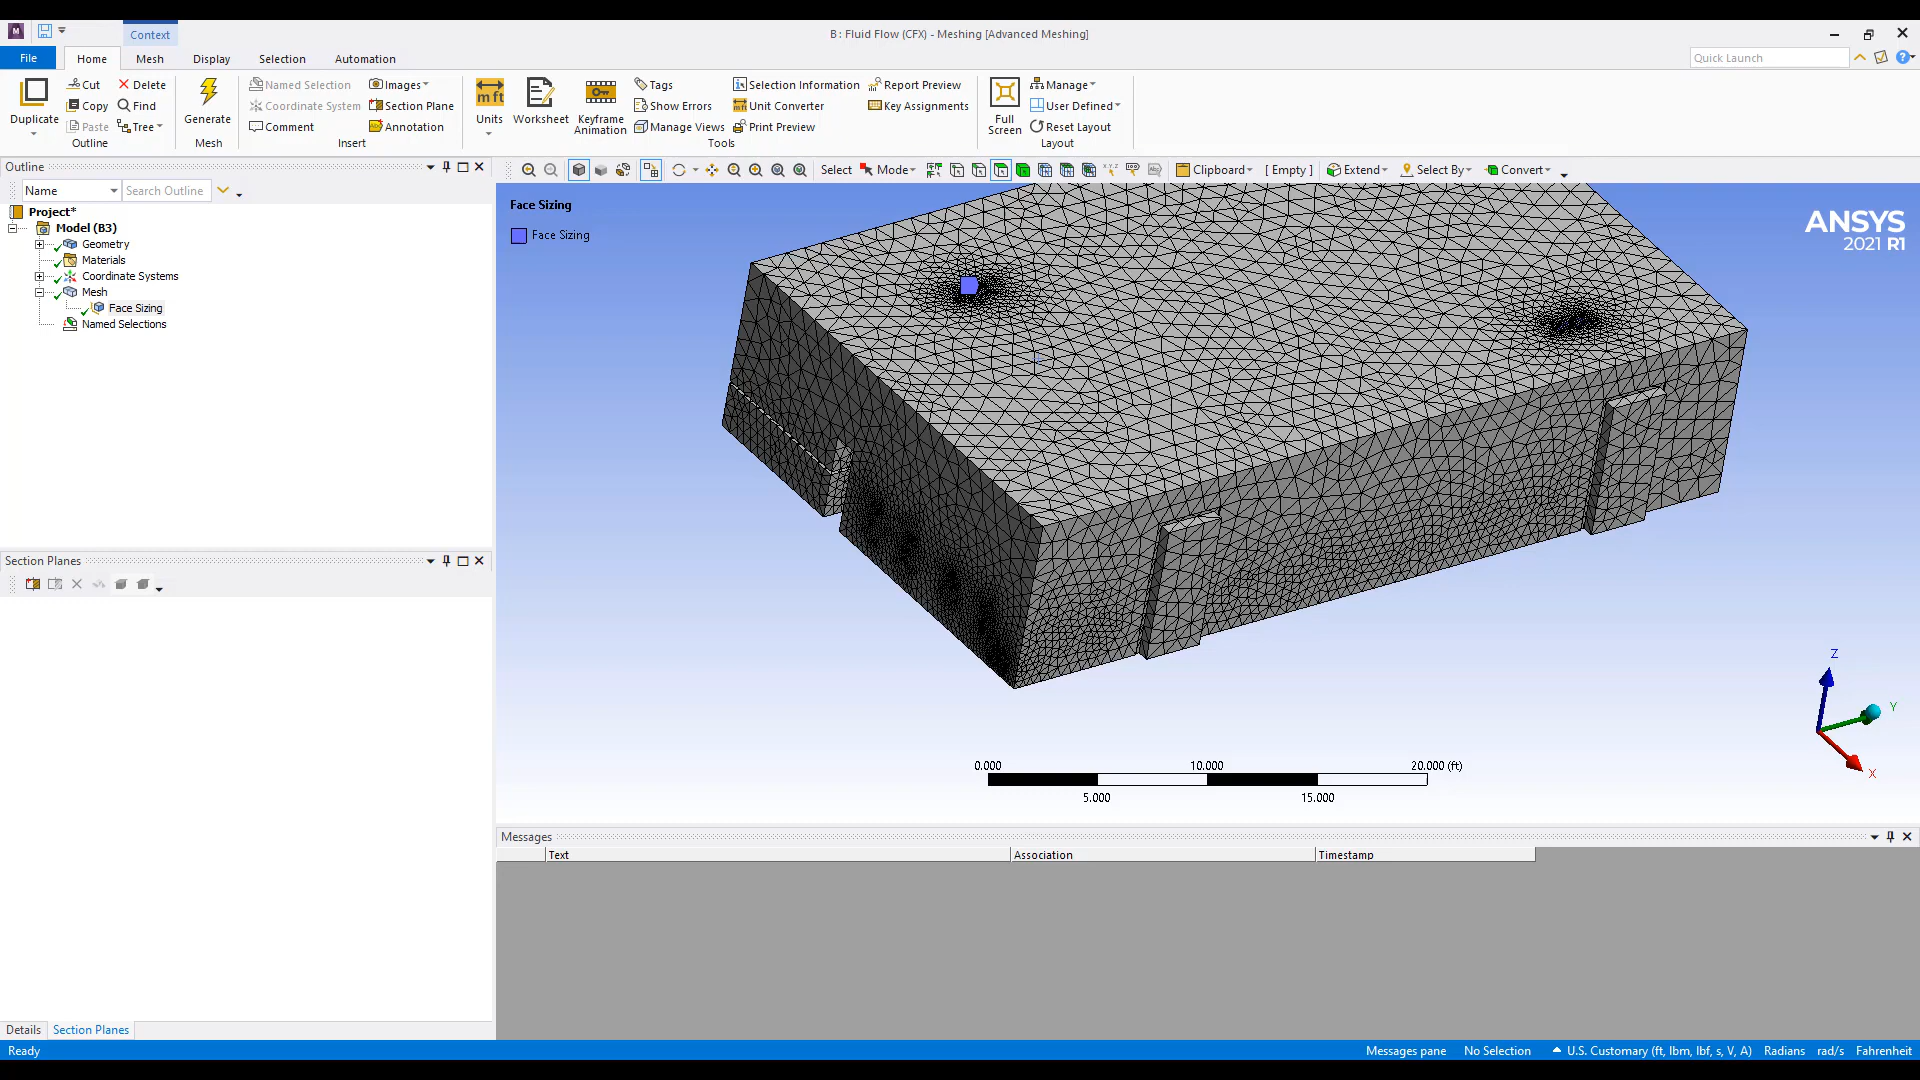 Context
B : Fluid Flow (CFX) - Meshing [Advanced Meshing]
File Home Mesh Display Selection Automation Quick Launch
Duplicate
Cut
Copy
Paste
Delete
Find
Tree
Outline
Generate
Mesh
Named Selection
Coordinate System
Comment
Images
Section Plane
Annotation
Insert
Units
Worksheet
Keyframe
Animation
Tags
Show Errors
Manage Views
Selection Information
Unit Converter
Print Preview
Report Preview
Key Assignments
Tools
Full
Screen
Manage
User Defined
Reset Layout
Layout
Outline
Name Search Outline
Select Mode Clipboard [ Empty ] Extend Select By Convert
Project*
Model (B3)
Geometry
Materials
Coordinate Systems
Mesh
Face Sizing
Named Selections
Section Planes
Details Section Planes
Face Sizing
Face Sizing
ANSYS
2021 R1
Z
Y
X
0.000 10.000 20.000 (ft)
5.000 15.000
Messages
Text Association Timestamp
Ready Messages pane No Selection U.S. Customary (ft, lbm, lbf, s, V, A) Radians rad/s Fahrenheit